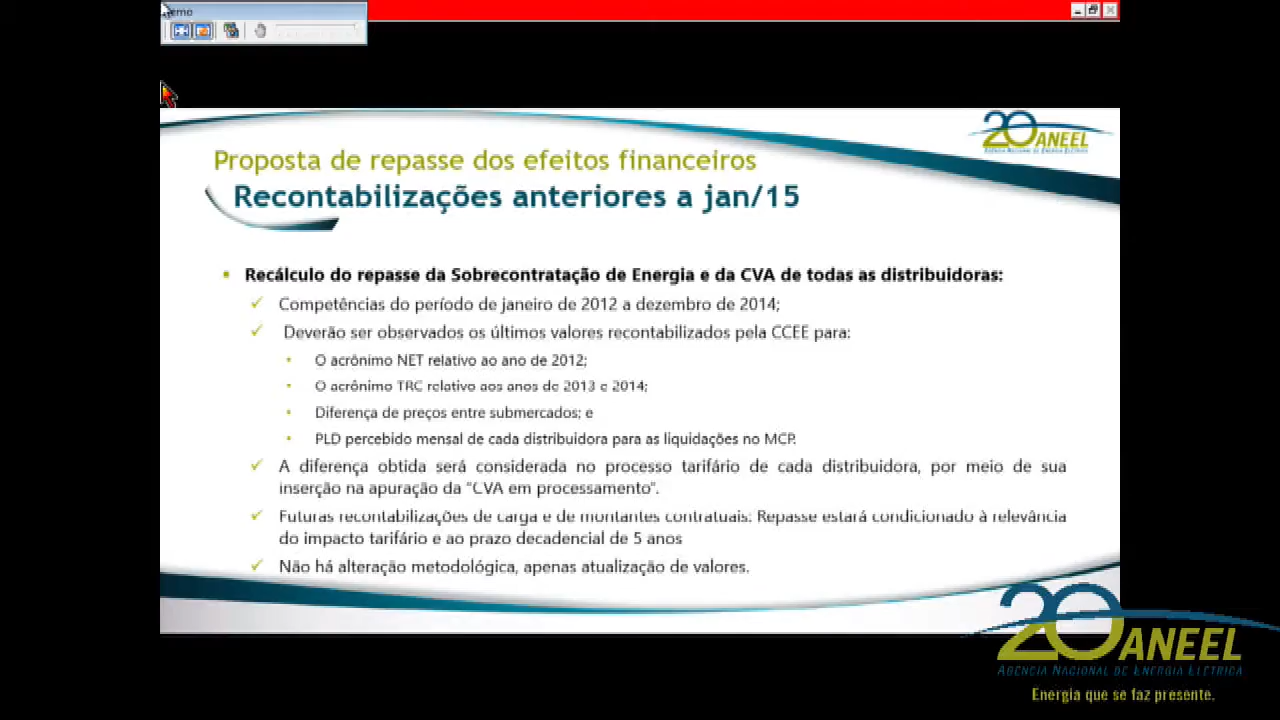 emo
20 ANEEL
AGÊNCIA NACIONAL DE ENERGIA ELÉTRICA
Proposta de repasse dos efeitos financeiros
Recontabilizações anteriores a jan/15
Recálculo do repasse da Sobrecontratação de Energia e da CVA de todas as distribuidoras:
Competências do período de janeiro de 2012 a dezembro de 2014;
Deverão ser observados os últimos valores recontabilizados pela CCEE para:
O acrônimo NET relativo ao ano de 2012;
O acrônimo TRC relativo aos anos de 2013 e 2014;
Diferença de preços entre submercados; e
PLD percebido mensal de cada distribuidora para as liquidações no MCP.
A diferença obtida será considerada no processo tarifário de cada distribuidora, por meio de sua
inserção na apuração da "CVA em processamento".
Futuras recontabilizações de carga e de montantes contratuais: Repasse estará condicionado à relevância
do impacto tarifário e ao prazo decadencial de 5 anos
Não há alteração metodológica, apenas atualização de valores.
20 ANEEL
AGÊNCIA NACIONAL DE ENERGIA ELÉTRICA
Energia que se faz presente.